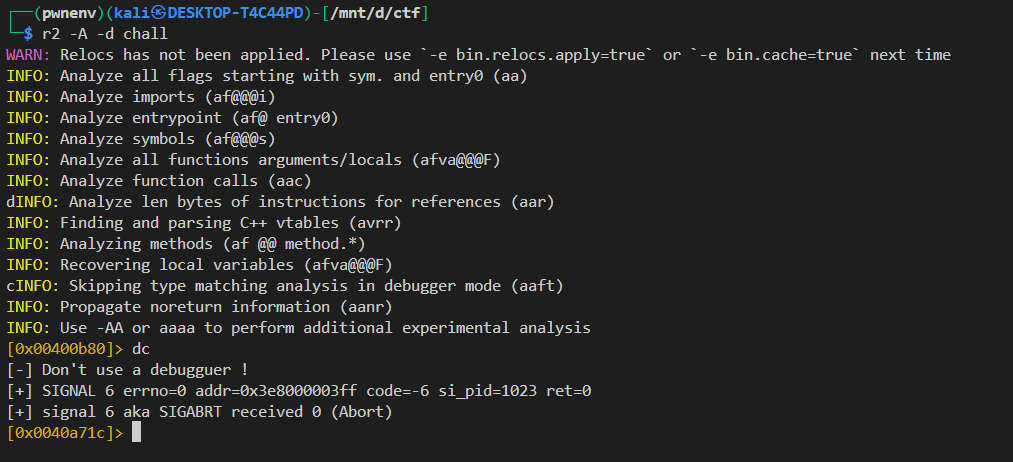 ┌──(pwnenv)(kali㉿DESKTOP-T4C44PD)-[/mnt/d/ctf]
└─$ r2 -A -d chall
WARN: Relocs has not been applied. Please use `-e bin.relocs.apply=true` or `-e bin.cache=true` next time
INFO: Analyze all flags starting with sym. and entry0 (aa)
INFO: Analyze imports (af@@@i)
INFO: Analyze entrypoint (af@ entry0)
INFO: Analyze symbols (af@@@s)
INFO: Analyze all functions arguments/locals (afva@@@F)
INFO: Analyze function calls (aac)
dINFO: Analyze len bytes of instructions for references (aar)
INFO: Finding and parsing C++ vtables (avrr)
INFO: Analyzing methods (af @@ method.*)
INFO: Recovering local variables (afva@@@F)
cINFO: Skipping type matching analysis in debugger mode (aaft)
INFO: Propagate noreturn information (aanr)
INFO: Use -AA or aaaa to perform additional experimental analysis
[0x00400b80]> dc
[-] Don't use a debugguer !
[+] SIGNAL 6 errno=0 addr=0x3e8000003ff code=-6 si_pid=1023 ret=0
[+] signal 6 aka SIGABRT received 0 (Abort)
[0x0040a71c]>